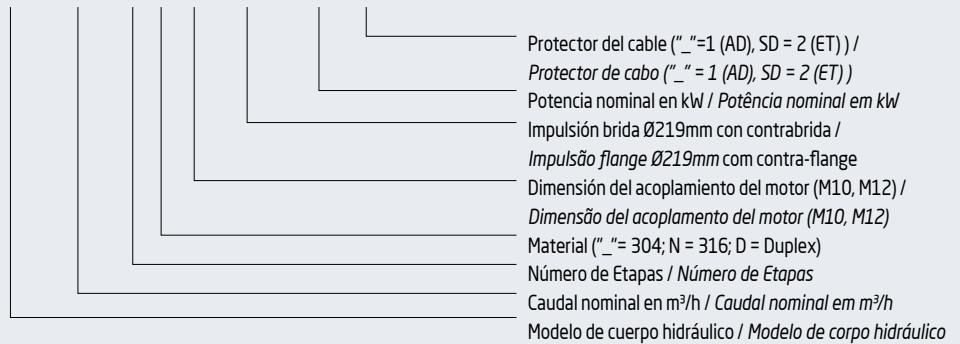 Protector del cable ("_"=1 (AD), SD = 2 (ET) ) /
Protector de cabo ("_" = 1 (AD), SD = 2 (ET) )
Potencia nominal en kW / Potência nominal em kW
Impulsión brida Ø219mm con contrabrida /
Impulsão flange Ø219mm com contra-flange
Dimensión del acoplamiento del motor (M10, M12) /
Dimensão del acoplamento del motor (M10, M12)
Material ("_"= 304; N = 316; D = Duplex)
Número de Etapas / Número de Etapas
Caudal nominal en m³/h / Caudal nominal em m³/h
Modelo de cuerpo hidráulico / Modelo de corpo hidráulico